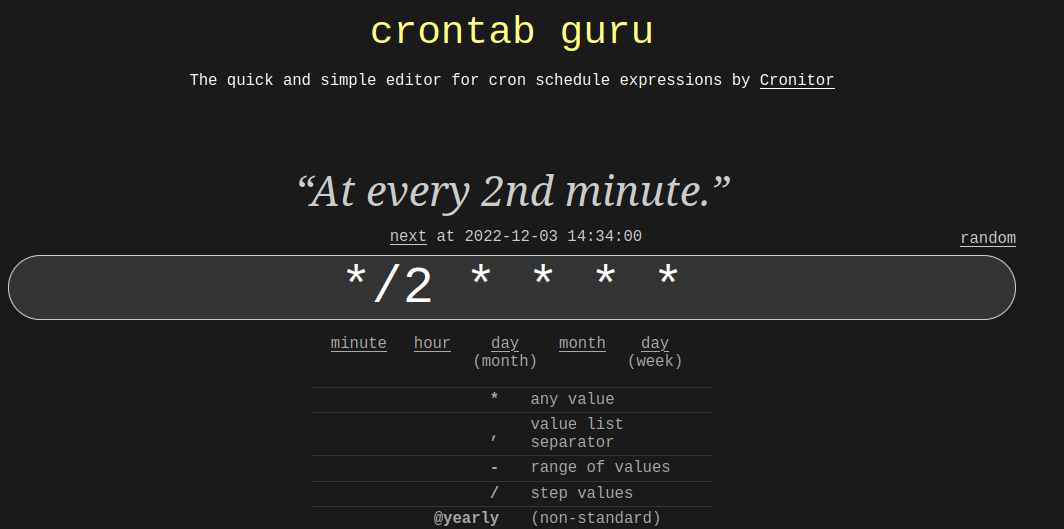 crontab guru
The quick and simple editor for cron schedule expressions by Cronitor
“At every 2nd minute.”
next at 2022-12-03 14:34:00
random
*/2 * * * *
minute hour day month day
(month) (week)
* any value
, value list
separator
- range of values
/ step values
@yearly (non-standard)